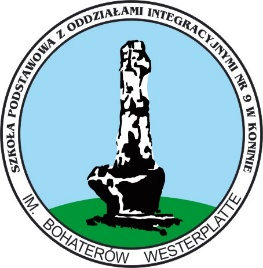 SZKOŁA PODSTAWOWA Z ODDZIAŁAMI INTEGRACYJNYMI NR 9 W KONINIE
IM. BOHATERÓW WESTERPLATTE